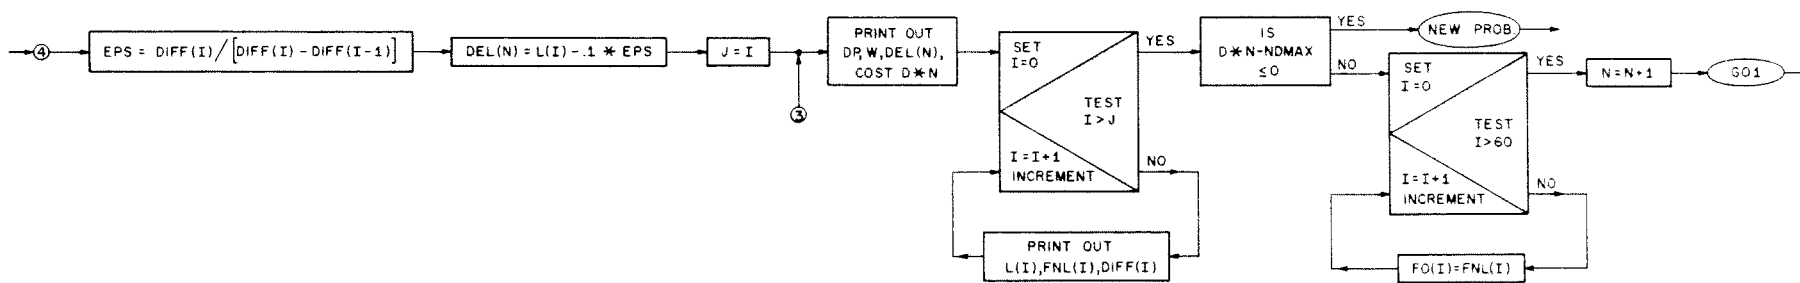 4
EPS = DIFF(I)/[DIFF(I)-DIFF(I-1)]
DEL(N)=L(I)-.1 * EPS
J=I
3
PRINT OUT
DP,W,DEL(N),
COST D*N
SET
I=0
TEST
I>J
I=I+1
INCREMENT
YES
NO
PRINT OUT
L(I),FNL(I),DIFF(I)
IS
D*N-NDMAX
≤0
YES
NEW PROB.
NO
SET
I=0
TEST
I>60
I=I+1
INCREMENT
YES
NO
FO(I)=FNL(I)
N=N+1
GO1